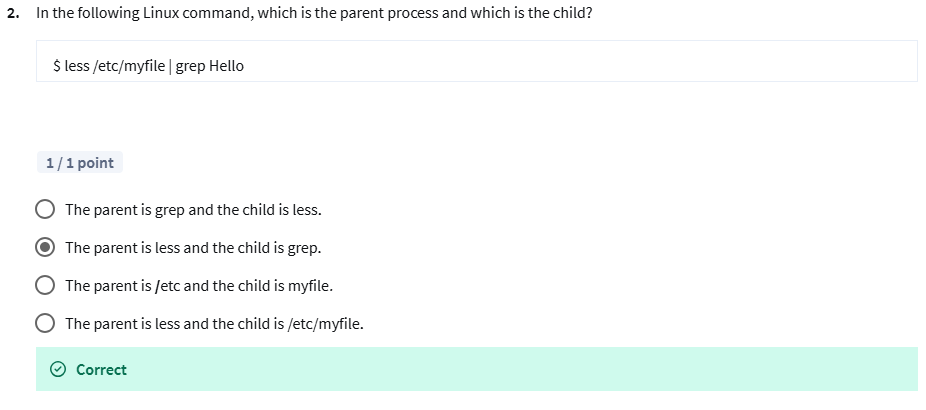 2. In the following Linux command, which is the parent process and which is the child?
$ less /etc/myfile | grep Hello
1 / 1 point
The parent is grep and the child is less.
The parent is less and the child is grep.
The parent is /etc and the child is myfile.
The parent is less and the child is /etc/myfile.
Correct